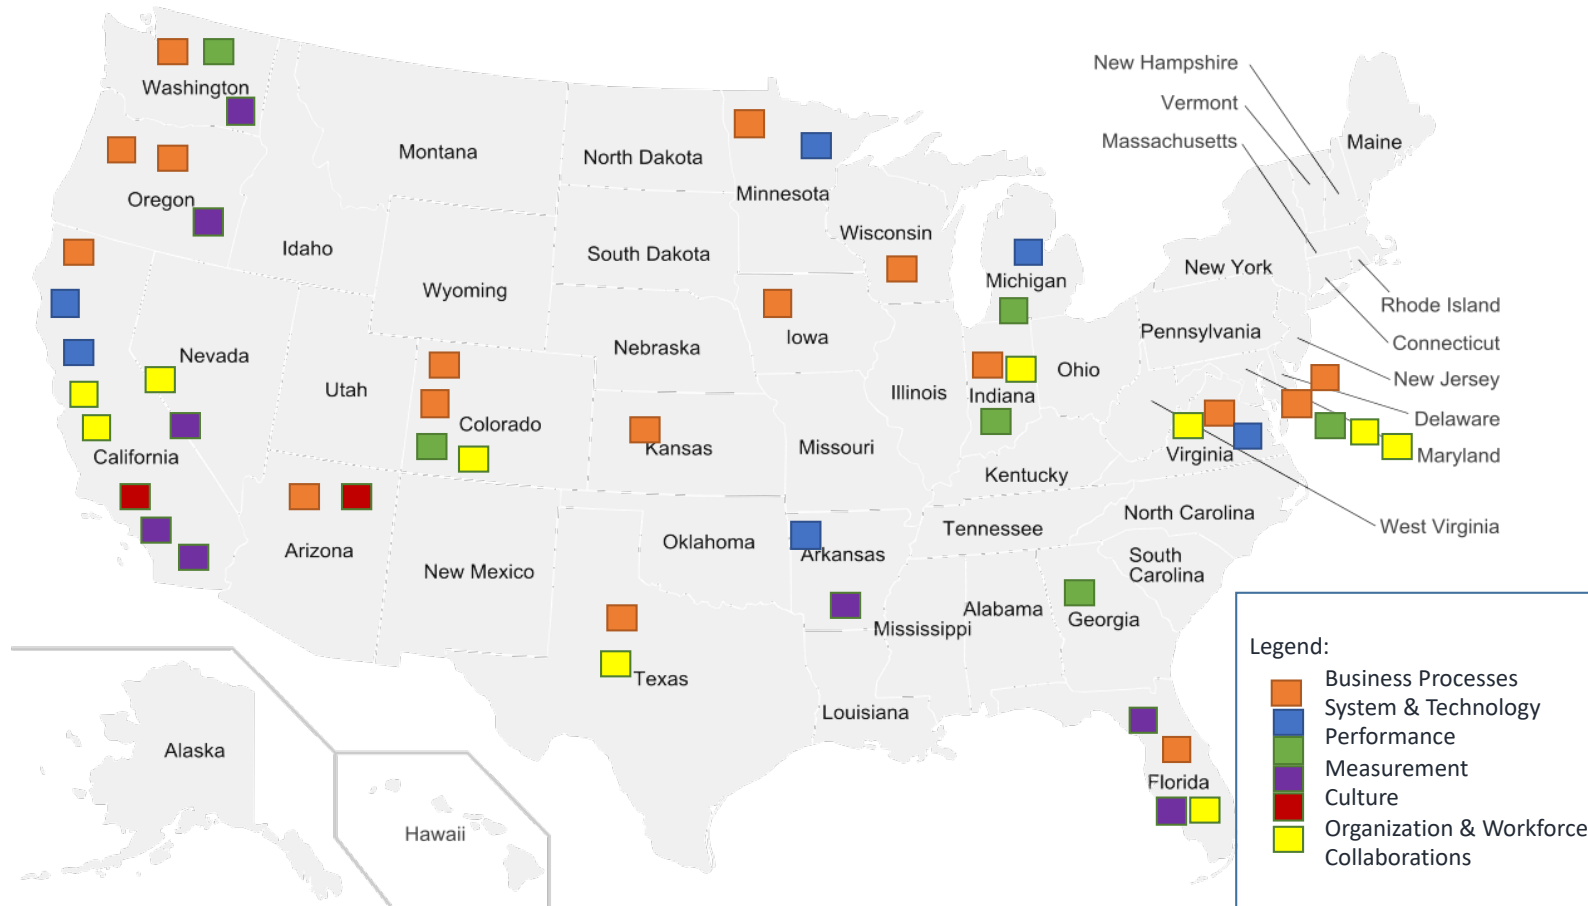 New Hampshire
Vermont
Massachusetts
Maine
Washington
Montana
North Dakota
Minnesota
Oregon
Idaho
South Dakota
Wisconsin
Michigan
New York
Wyoming
Rhode Island
Iowa
Pennsylvania
Connecticut
Nevada
Nebraska
Ohio
New Jersey
Utah
Illinois
Indiana
Delaware
Colorado
Kansas
Missouri
Virginia
Maryland
California
Kentucky
North Carolina
West Virginia
Tennessee
Oklahoma
Arkansas
Arizona
New Mexico
South
Carolina
Alabama
Georgia
Mississippi
Texas
Louisiana
Alaska
Hawaii
Florida
Legend:
Business Processes
System & Technology
Performance
Measurement
Culture
Organization & Workforce
Collaborations